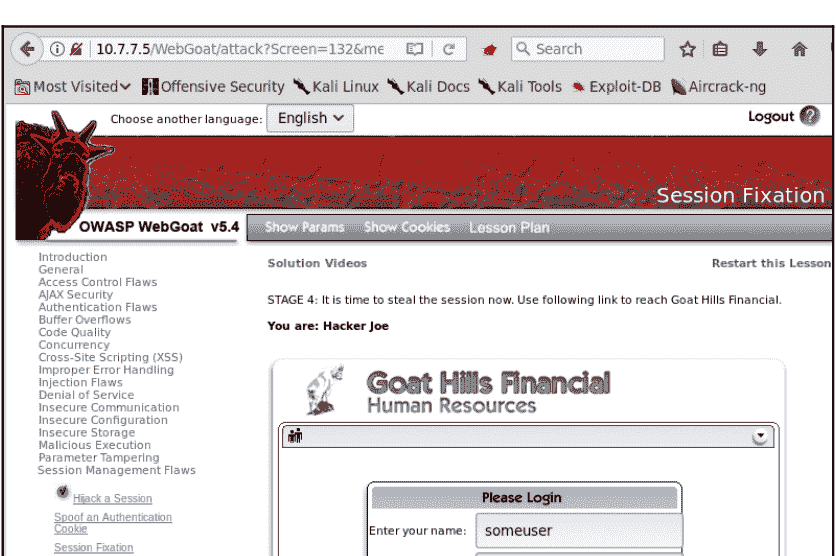 10.7.7.5/WebGoat/attack?Screen=132&me
Search
Most Visited
Offensive Security
Kali Linux
Kali Docs
Kali Tools
Exploit-DB
Aircrack-ng
Choose another language: English
Logout
Session Fixation
OWASP WebGoat v5.4
Show Params
Show Cookies
Lesson Plan
Introduction
General
Access Control Flaws
AJAX Security
Authentication Flaws
Buffer Overflows
Code Quality
Concurrency
Cross-Site Scripting (XSS)
Improper Error Handling
Injection Flaws
Denial of Service
Insecure Communication
Insecure Configuration
Insecure Storage
Malicious Execution
Parameter Tampering
Session Management Flaws
Hijack a Session
Spoof an Authentication
Cookie
Session Fixation
Solution Videos
Restart this Lesson
STAGE 4: It is time to steal the session now. Use following link to reach Goat Hills Financial.
You are: Hacker Joe
Goat Hills Financial
Human Resources
Please Login
Enter your name: someuser